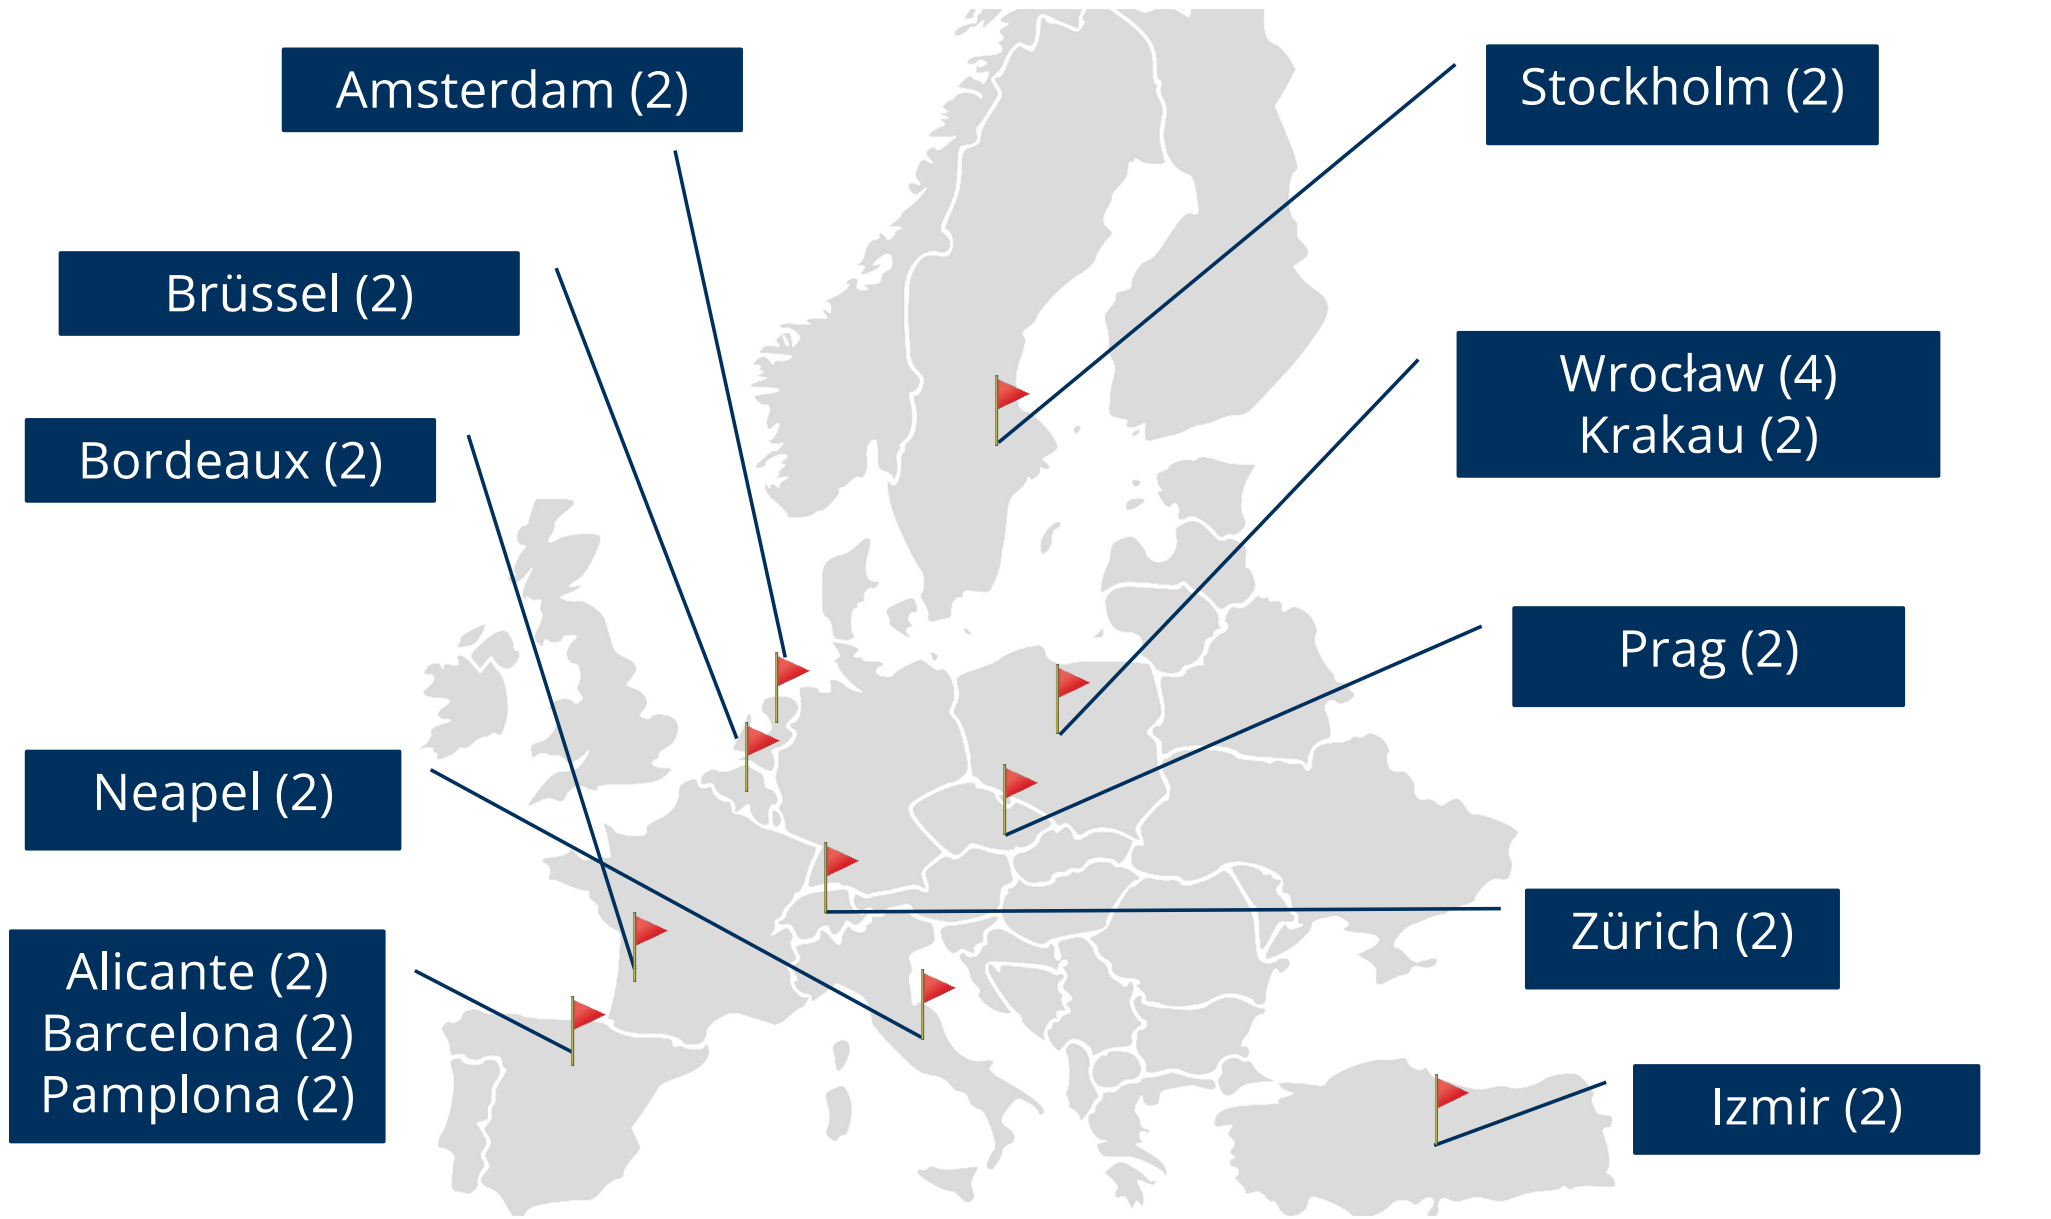 Amsterdam (2)
Stockholm (2)
Brüssel (2)
Wrocław (4)
Krakau (2)
Bordeaux (2)
Prag (2)
Neapel (2)
Zürich (2)
Alicante (2)
Barcelona (2)
Pamplona (2)
Izmir (2)